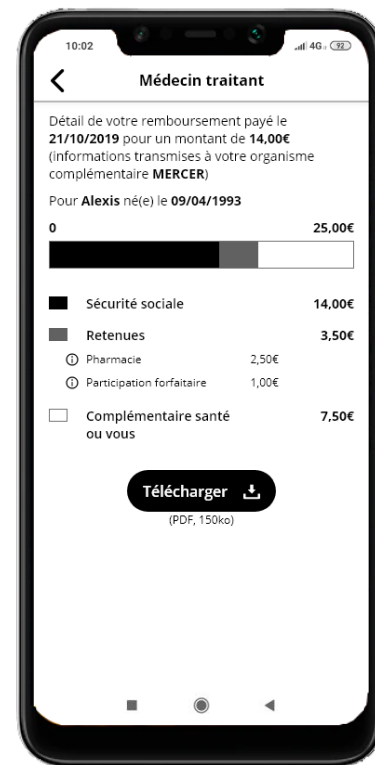 10:02 4G 92
Médecin traitant
Détail de votre remboursement payé le
21/10/2019 pour un montant de 14,00€
(informations transmises à votre organisme
complémentaire MERCER)
Pour Alexis né(e) le 09/04/1993
0 25,00€
Sécurité sociale 14,00€
Retenues 3,50€
Pharmacie 2,50€
Participation forfaitaire 1,00€
Complémentaire santé 7,50€
ou vous
Télécharger
(PDF, 150ko)